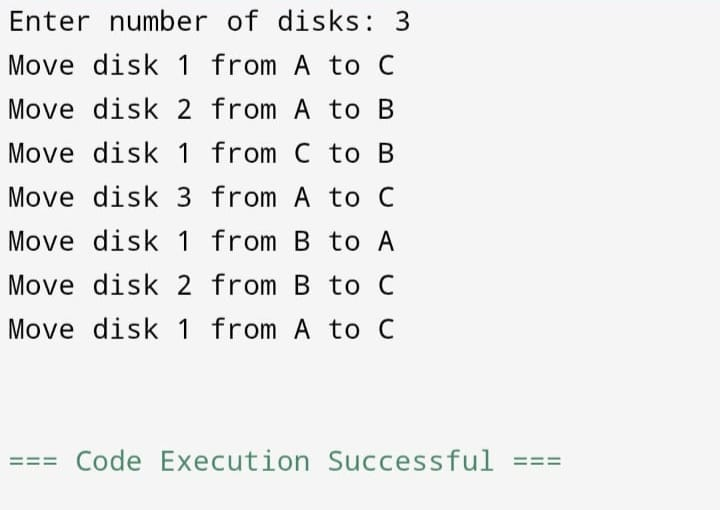 Enter number of disks: 3
Move disk 1 from A to C
Move disk 2 from A to B
Move disk 1 from C to B
Move disk 3 from A to C
Move disk 1 from B to A
Move disk 2 from B to C
Move disk 1 from A to C
=== Code Execution Successful ===